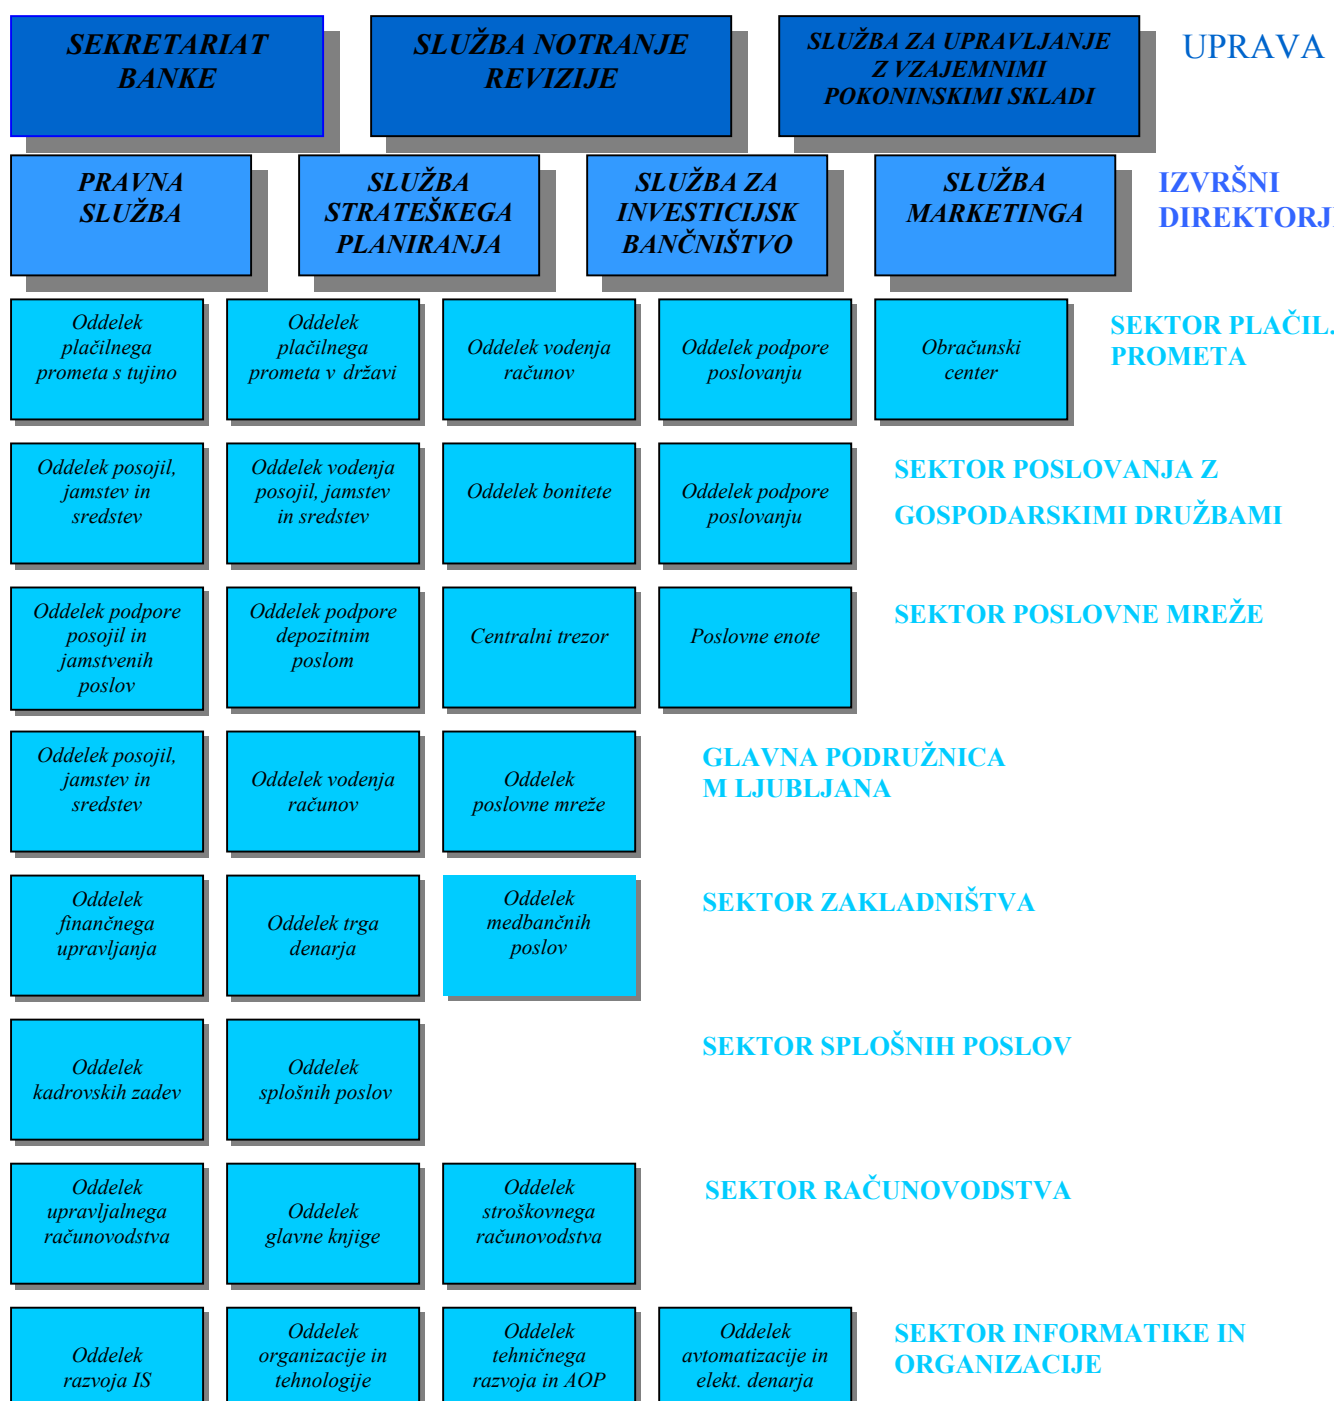 SEKRETARIAT
BANKE
SLUŽBA NOTRANJE
REVIZIJE
SLUŽBA ZA UPRAVLJANJE
Z VZAJEMNIMI
POKONINSKIMI SKLADI
UPRAVA
PRAVNA
SLUŽBA
SLUŽBA
STRATEŠKEGA
PLANIRANJA
SLUŽBA ZA
INVESTICIJSK
BANČNIŠTVO
SLUŽBA
MARKETINGA
IZVRŠNI
DIREKTORJI
Oddelek
plačilnega
prometa s tujino
Oddelek
plačilnega
prometa v državi
Oddelek vodenja
računov
Oddelek podpore
poslovanju
Obračunski
center
SEKTOR PLAČIL.
PROMETA
Oddelek posojil,
jamstev in
sredstev
Oddelek vodenja
posojil, jamstev
in sredstev
Oddelek bonitete
Oddelek podpore
poslovanju
SEKTOR POSLOVANJA Z
GOSPODARSKIMI DRUŽBAMI
Oddelek podpore
posojil in
jamstvenih
poslov
Oddelek podpore
depozitnim
poslom
Centralni trezor
Poslovne enote
SEKTOR POSLOVNE MREŽE
Oddelek posojil,
jamstev in
sredstev
Oddelek vodenja
računov
Oddelek
poslovne mreže
GLAVNA PODRUŽNICA
M LJUBLJANA
Oddelek
finančnega
upravljanja
Oddelek trga
denarja
Oddelek
medbančnih
poslov
SEKTOR ZAKLADNIŠTVA
Oddelek
kadrovskih zadev
Oddelek
splošnih poslov
SEKTOR SPLOŠNIH POSLOV
Oddelek
upravljalnega
računovodstva
Oddelek
glavne knjige
Oddelek
stroškovnega
računovodstva
SEKTOR RAČUNOVODSTVA
Oddelek
razvoja IS
Oddelek
organizacije in
tehnologije
Oddelek
tehničnega
razvoja in AOP
Oddelek
avtomatizacije in
elekt. denarja
SEKTOR INFORMATIKE IN
ORGANIZACIJE